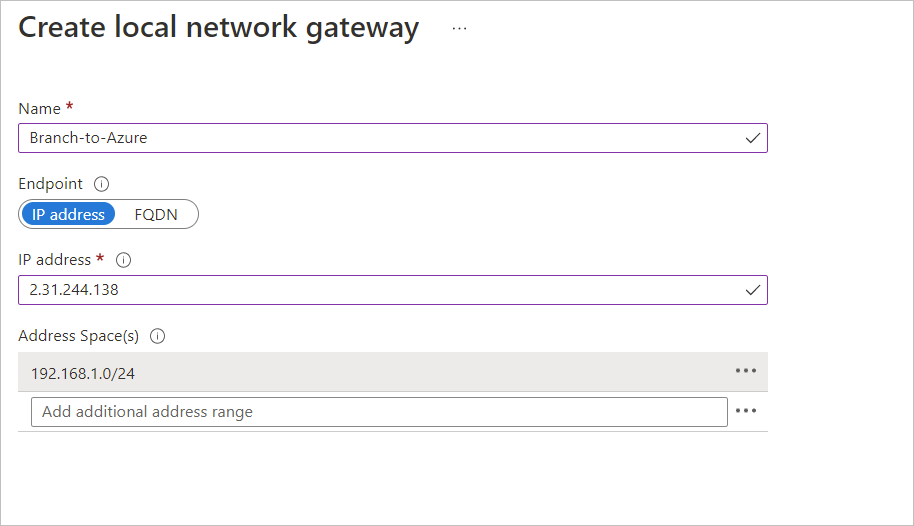 Create local network gateway ...
Name *
Branch-to-Azure
Endpoint
IP address FQDN
IP address *
2.31.244.138
Address Space(s)
192.168.1.0/24
Add additional address range